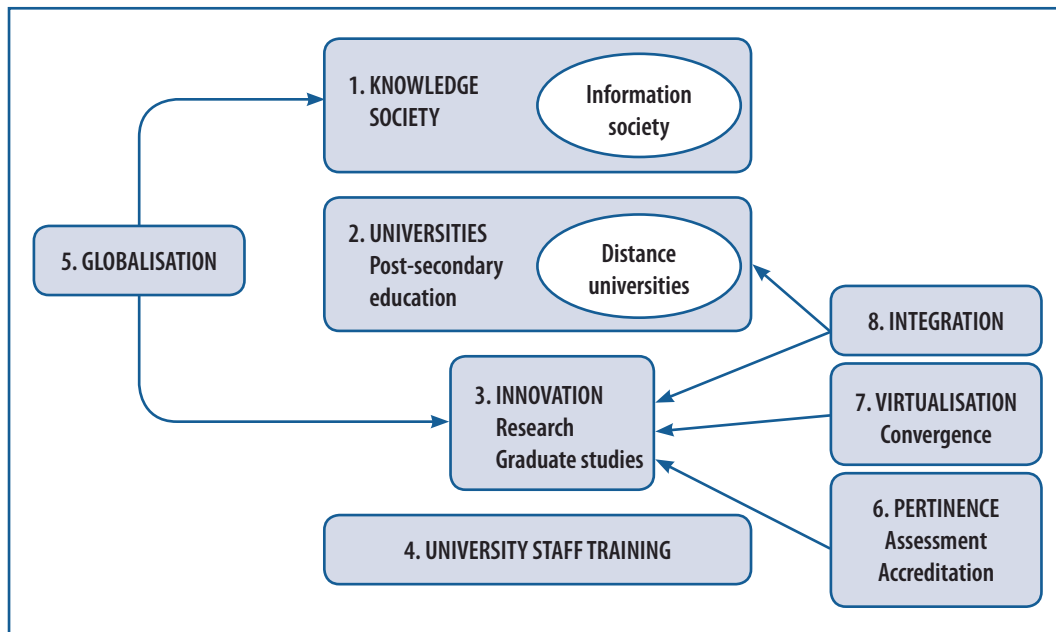 1. KNOWLEDGE
SOCIETY
Information
society
2. UNIVERSITIES
Post-secondary
education
Distance
universities
5. GLOBALISATION
8. INTEGRATION
3. INNOVATION
Research
Graduate studies
7. VIRTUALISATION
Convergence
4. UNIVERSITY STAFF TRAINING
6. PERTINENCE
Assessment
Accreditation